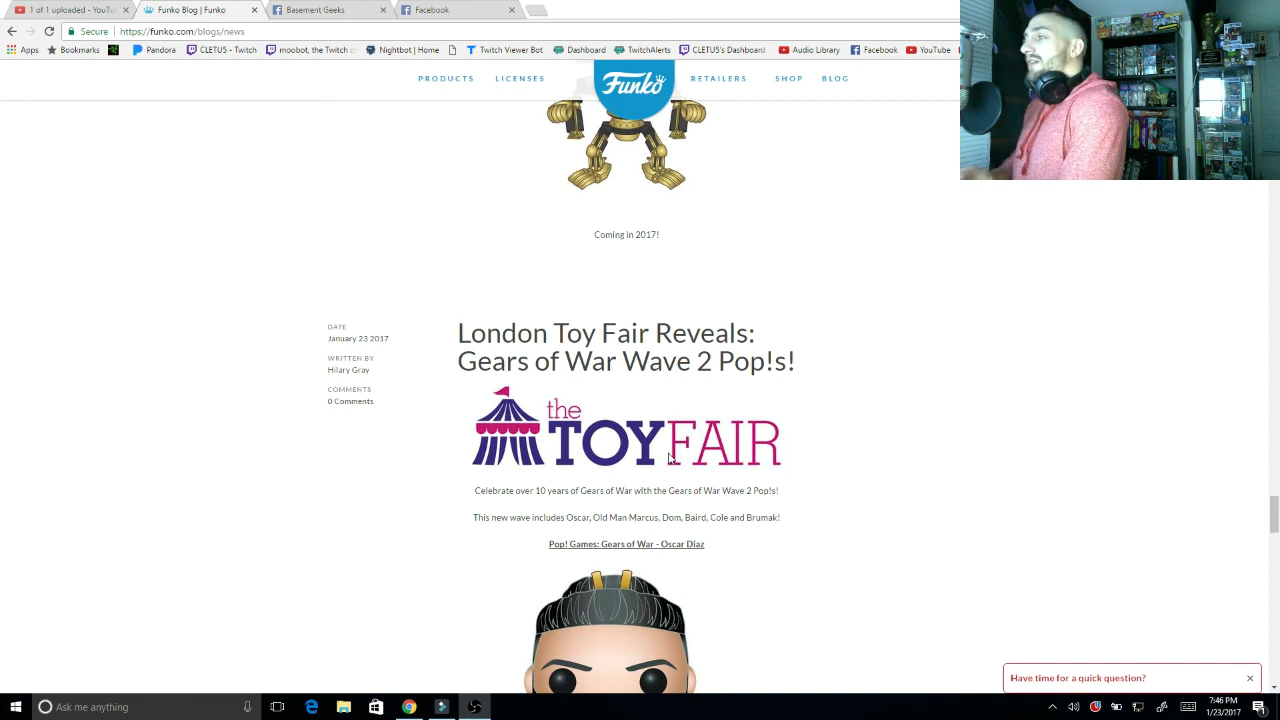 1 of 1 uploaded - YouTu
Funko Blog | Funko
Basement Geeks
Facebook
Secure
https://funko.com/blogs/news
Apps
Bookmarks
Pandora
CLETU5 - Twitch
mrpobot, the Twitch c
Nightbot | Home
Twitch Viewer Bot
Dashboard
TwitchAlerts
CLETU5's Dashboard
Audio Library
Facebook
YouTube
PRODUCTS
LICENSES
Funko
RETAILERS
SHOP
BLOG
Coming in 2017!
DATE
January 23 2017
WRITTEN BY
Hilary Gray
COMMENTS
0 Comments
London Toy Fair Reveals:
Gears of War Wave 2 Pop!s!
the
TOYFAIR
Celebrate over 10 years of Gears of War with the Gears of War Wave 2 Pop!s!
This new wave includes Oscar, Old Man Marcus, Dom, Baird, Cole and Brumak!
Pop! Games: Gears of War - Oscar Diaz
Have time for a quick question?
Ask me anything
7:46 PM
1/23/2017